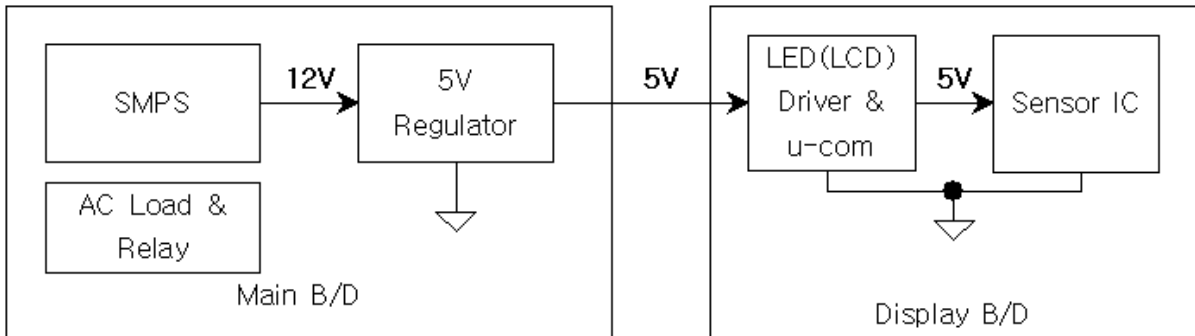 SMPS
12V
5V
Regulator
5V
LED(LCD)
Driver &
u-com
5V
Sensor IC
AC Load &
Relay
Main B/D
Display B/D